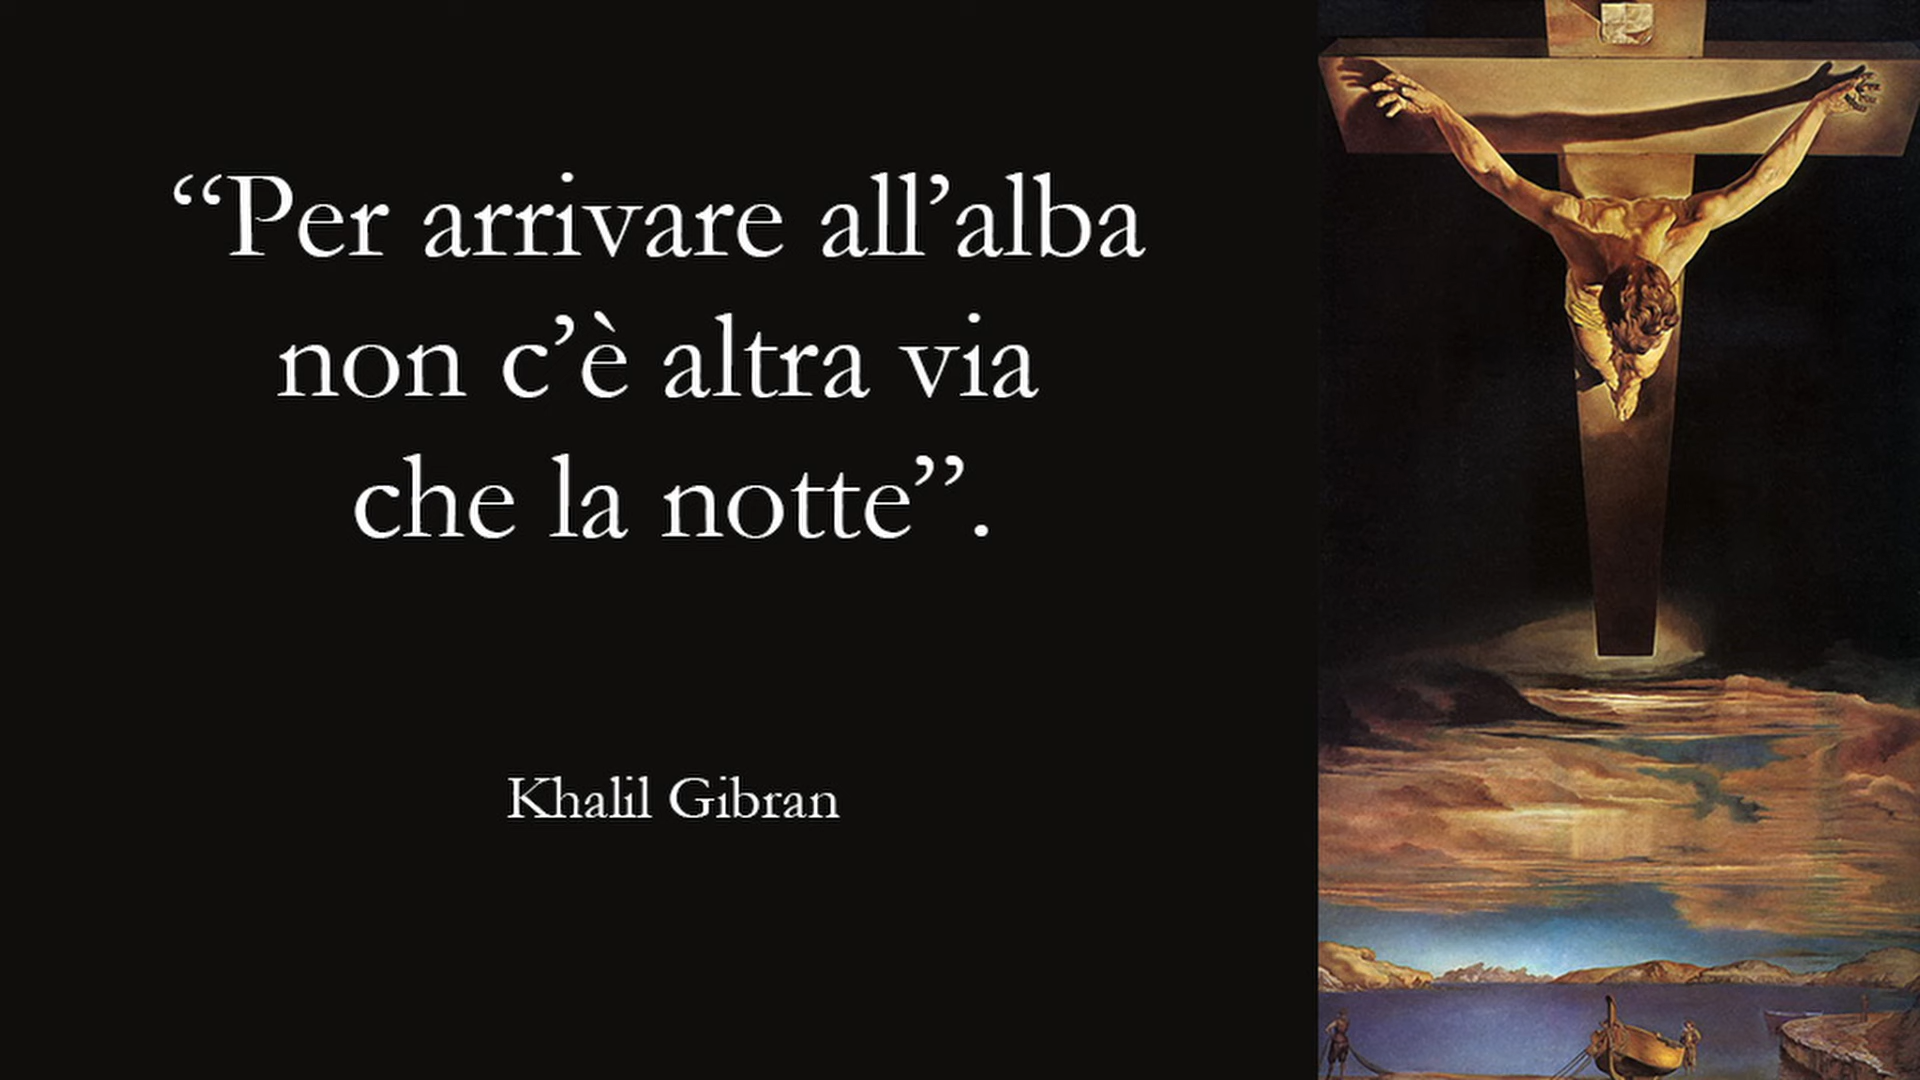 “Per arrivare all’alba
non c’è altra via
che la notte”.
Khalil Gibran